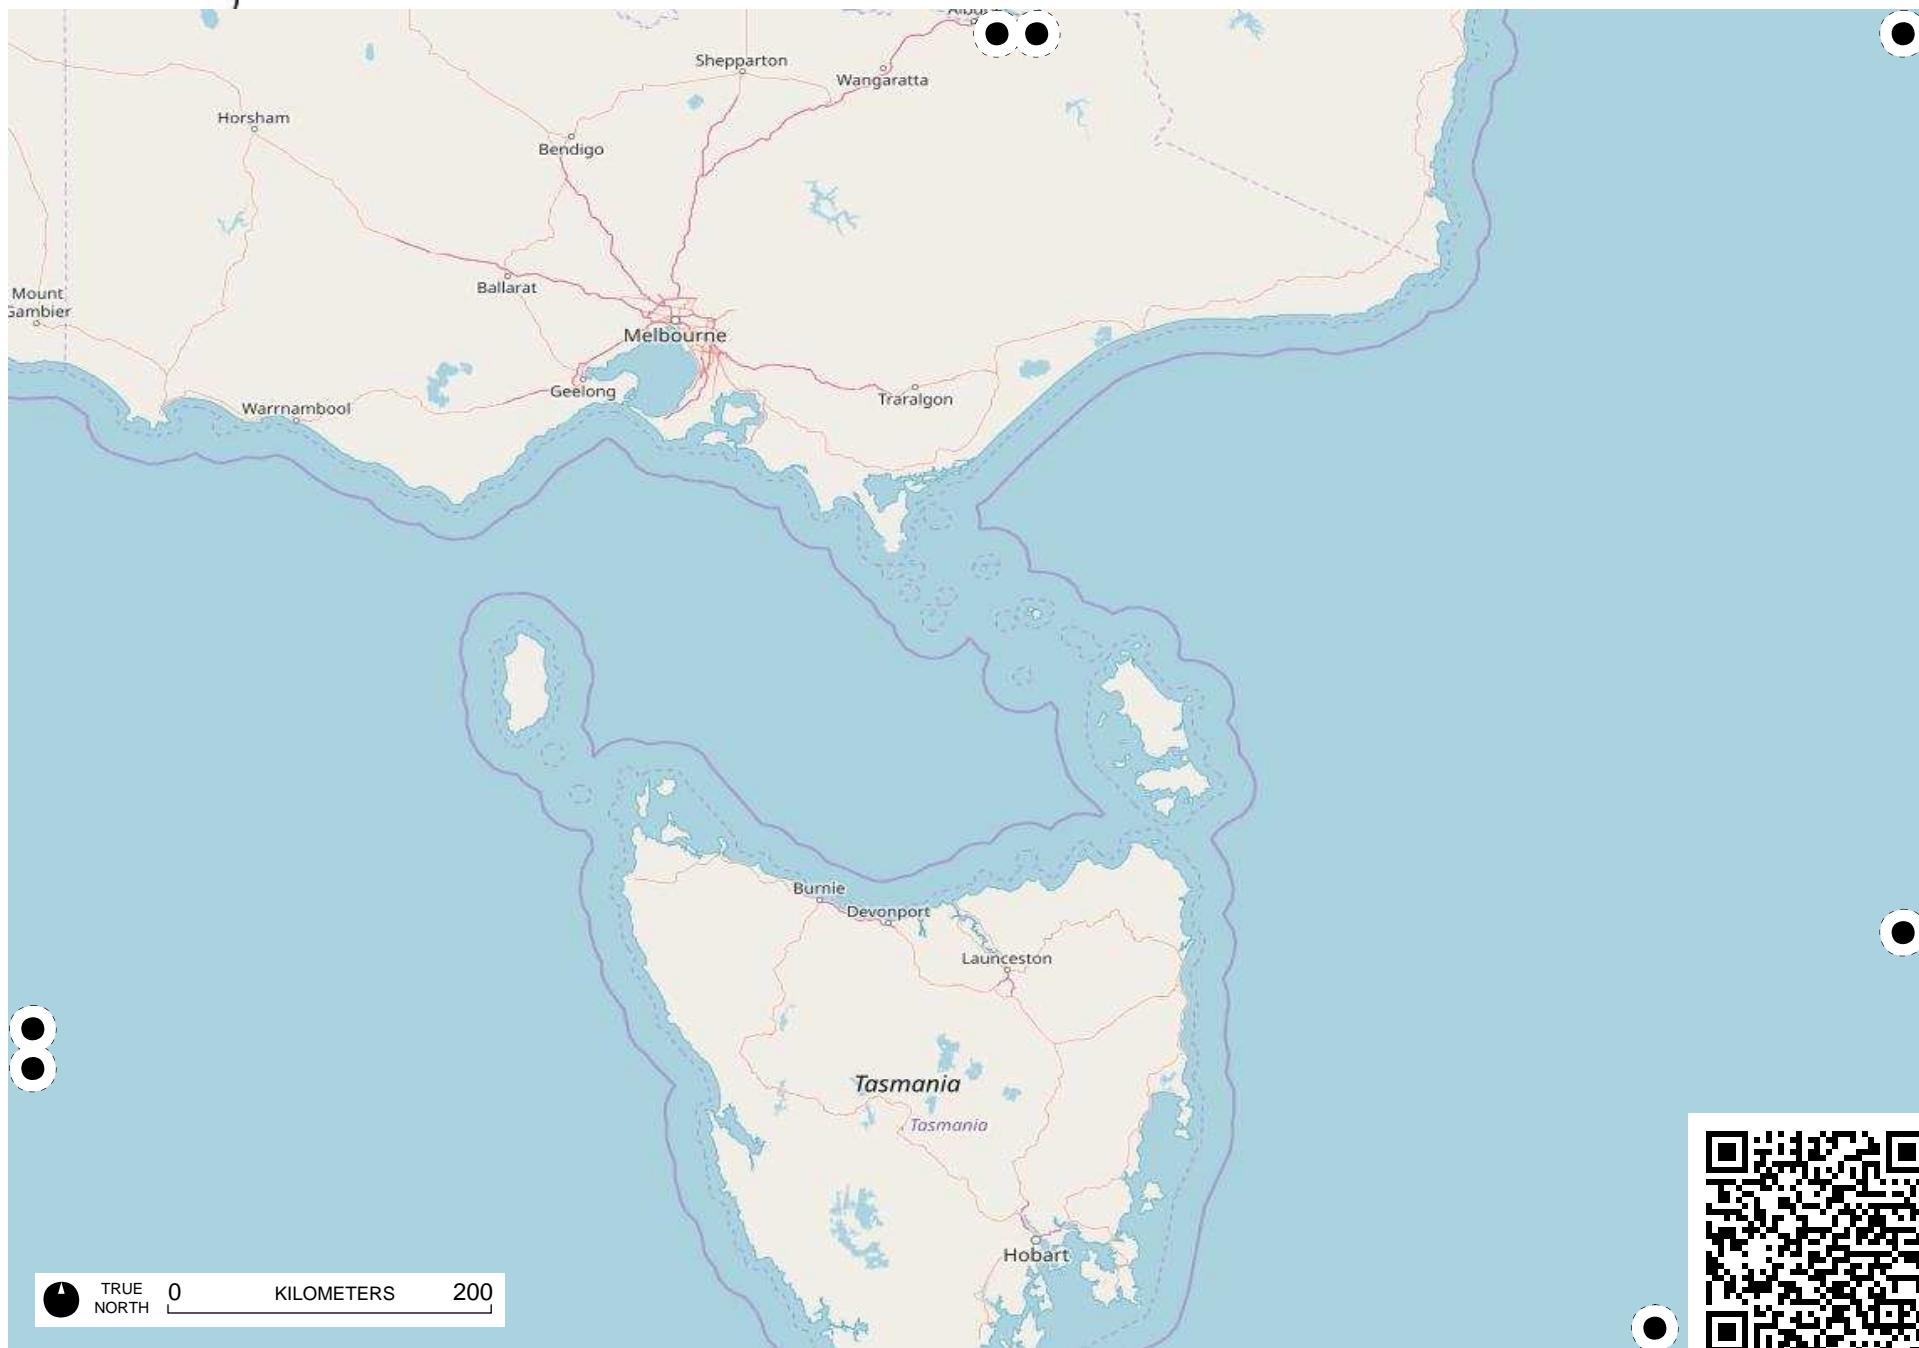 Shepparton
Wangaratta
Horsham
Bendigo
Mount
Gambier
Ballarat
Melbourne
Geelong
Traralgon
Warrnambool
Burnie
Devonport
Launceston
Tasmania
Tasmania
Hobart
TRUE
NORTH
0 KILOMETERS 200